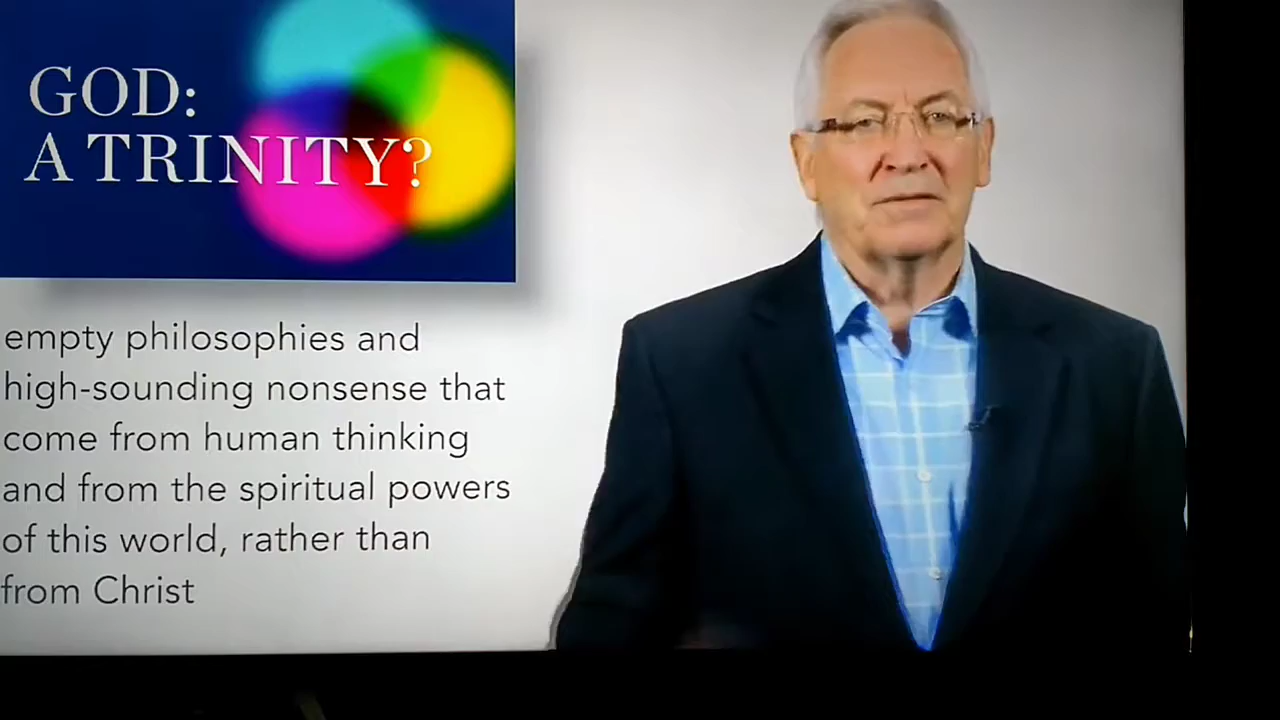 GOD:
A TRINITY?
empty philosophies and
high-sounding nonsense that
come from human thinking
and from the spiritual powers
of this world, rather than
from Christ